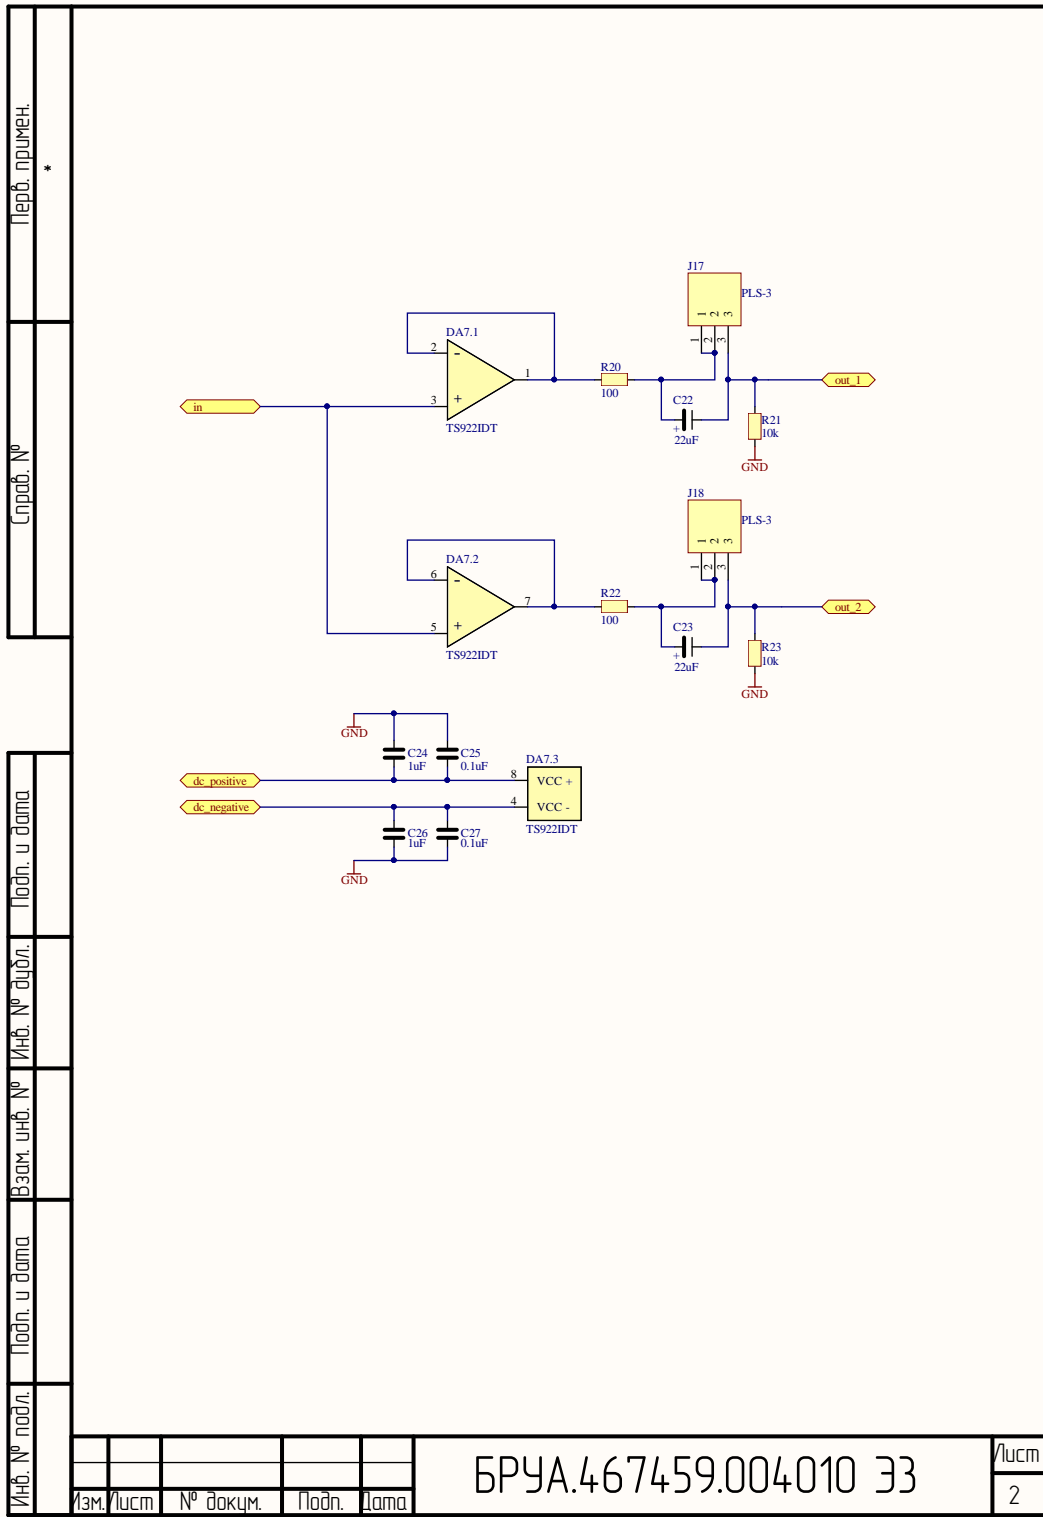 Перв. примен.
*
Справ. №
Подп. и дата
Инв. № дубл.
Взам. инв. №
Подп. и дата
Инв. № подл.
J17
PLS-3
1 2 3
1 2 3
DA7.1
2
-
3
+
1
TS922IDT
R20
100
C22
+
22uF
R21
10k
GND
out_1
in
J18
PLS-3
1 2 3
1 2 3
DA7.2
6
-
5
+
7
TS922IDT
R22
100
C23
+
22uF
R23
10k
GND
out_2
GND
C24
1uF
C25
0.1uF
DA7.3
dc_positive
8
VCC +
dc_negative
4
VCC -
TS922IDT
C26
1uF
C27
0.1uF
GND
БРУА.467459.004010 ЭЗ
Лист
2
Изм. Лист № докум. Подп. Дата